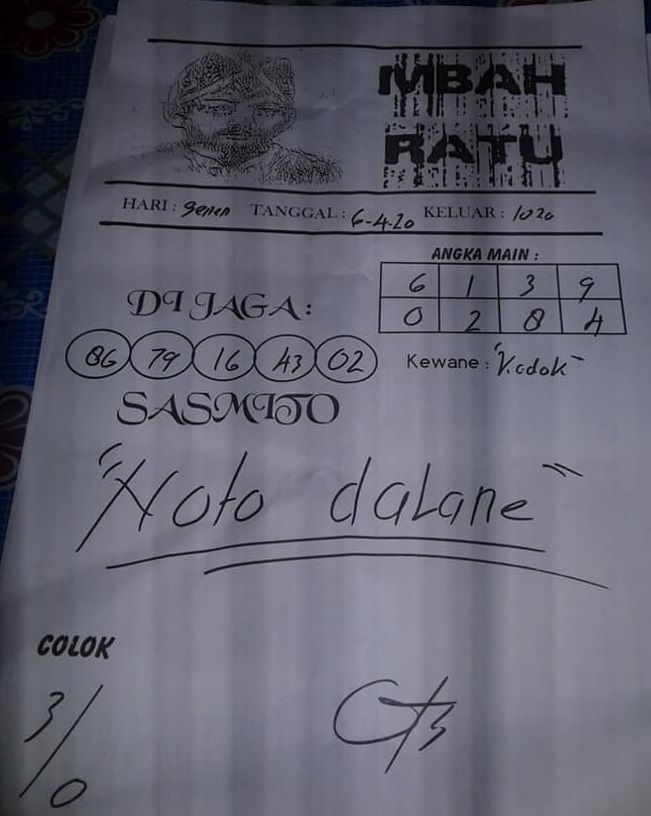 MBAH
RATU
HARI : Senen TANGGAL : 6-4-20 KELUAR : 1020
ANGKA MAIN :
6 1 3 9
0 2 8 4
DI JAGA :
86 79 16 43 02
Kewane : "Kodok"
SASMITO
"Noto dalane"
COLOK
3/0